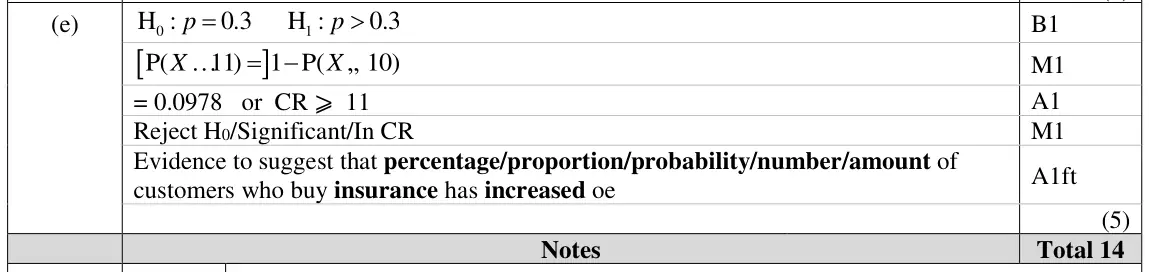 (e) H₀ : p = 0.3 H₁ : p > 0.3 B1
[P(X …11) =]1−P(X ,, 10) M1
= 0.0978 or CR ⩾ 11 A1
Reject H₀/Significant/In CR M1
Evidence to suggest that percentage/proportion/probability/number/amount of
customers who buy insurance has increased oe A1ft
(5)
Notes Total 14